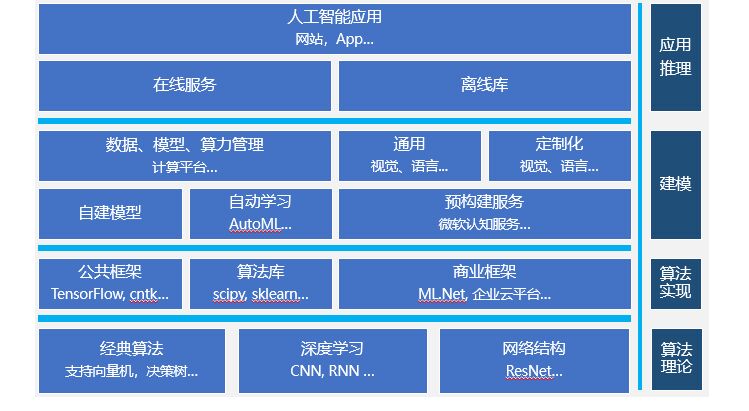 人工智能应用
网站，App...
应用
推理
在线服务
离线库
数据、模型、算力管理
计算平台...
通用
视觉、语言...
定制化
视觉、语言...
建模
自建模型
自动学习
AutoML...
预构建服务
微软认知服务...
公共框架
TensorFlow, cntk...
算法库
scipy, sklearn...
商业框架
ML.Net, 企业云平台...
算法
实现
经典算法
支持向量机，决策树...
深度学习
CNN, RNN ...
网络结构
ResNet...
算法
理论